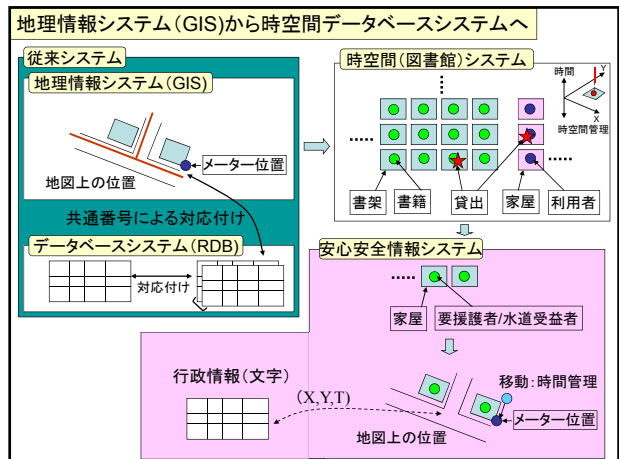 地理情報システム(GIS)から時空間データベースシステムへ
従来システム
地理情報システム(GIS)
メーター位置
地図上の位置
共通番号による対応付け
データベースシステム(RDB)
対応付け
時空間(図書館)システム
時間
Y
X
時空間管理
書架
書籍
貸出
家屋
利用者
安心安全情報システム
家屋
要援護者/水道受益者
行政情報(文字)
(X,Y,T)
移動:時間管理
メーター位置
地図上の位置